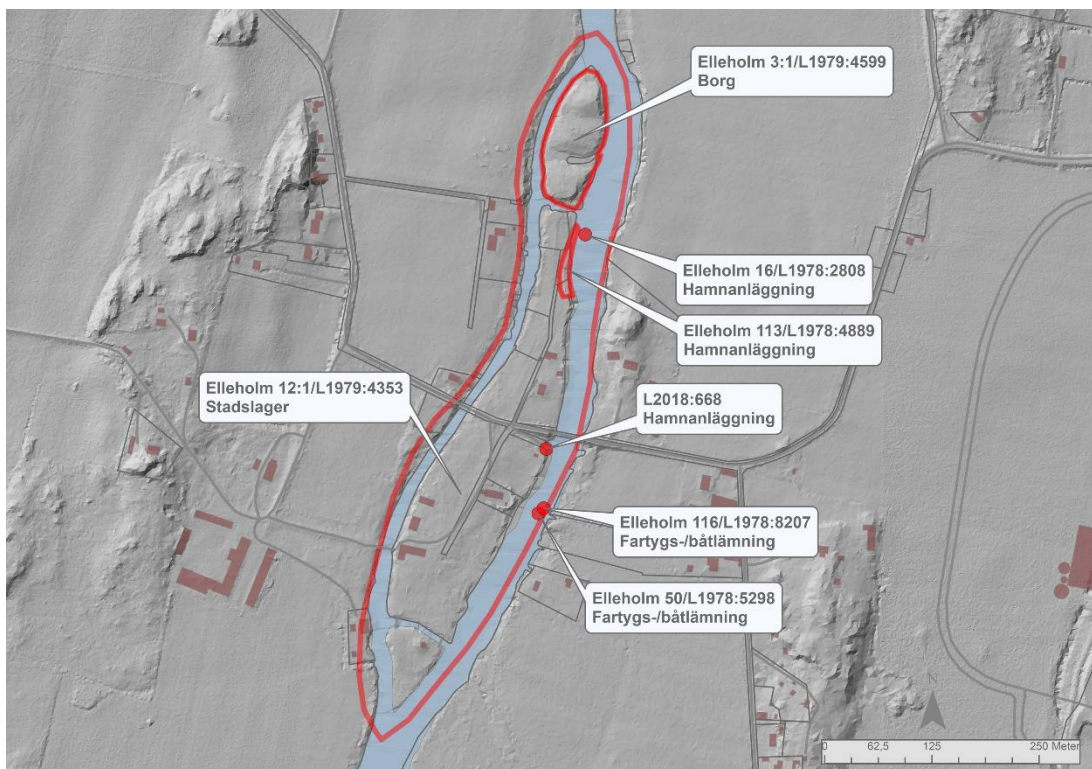 Elleholm 3:1/L1979:4599
Borg
Elleholm 16/L1978:2808
Hamnanläggning
Elleholm 113/L1978:4889
Hamnanläggning
Elleholm 12:1/L1979:4353
Stadslager
L2018:668
Hamnanläggning
Elleholm 116/L1978:8207
Fartygs-/båtlämning
Elleholm 50/L1978:5298
Fartygs-/båtlämning
N
0 62,5 125 250 Meter